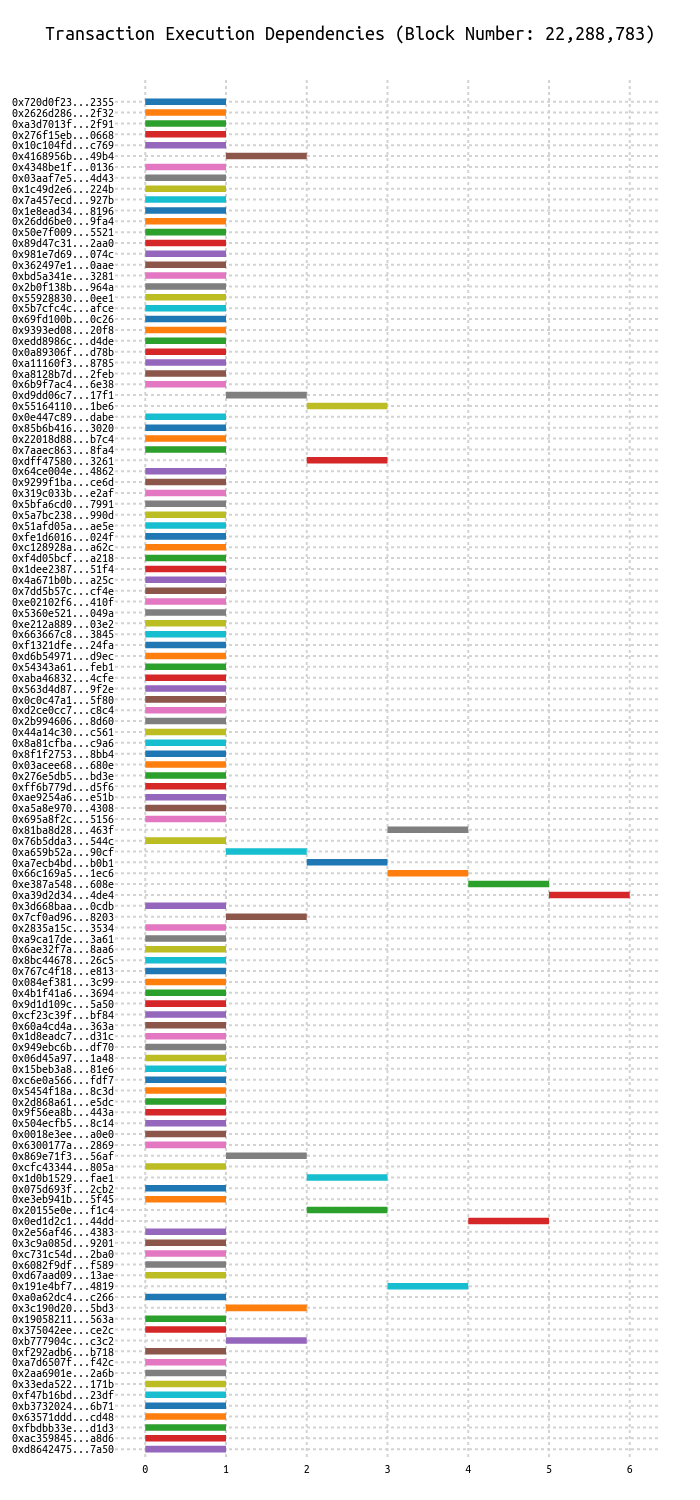 Transaction Execution Dependencies (Block Number: 22,288,783)
0x720d0f23...2355
0x2626d286...2f32
0xa3d7013f...2f91
0x276f15eb...0668
0x10c104fd...c769
0x4168956b...49b4
0x4348be1f...0136
0x03aaf7e5...4d43
0x1c49d2e6...224b
0x7a457ecd...927b
0x1e8ead34...8196
0x26dd6be0...9fa4
0x50e7f009...5521
0x89d47c31...2aa0
0x981e7d69...074c
0x362497e1...0aae
0xbd5a341e...3281
0x2b0f138b...964a
0x55928830...0ee1
0x5b7cfc4c...afce
0x69fd100b...0c26
0x9393ed08...20f8
0xedd8986c...d4de
0x0a89306f...d78b
0xa11160f3...8785
0xa8128b7d...2feb
0x6b9f7ac4...6e38
0xd9dd06c7...17f1
0x55164110...1be6
0x0e447c89...dabe
0x85b6b416...3020
0x22018d88...b7c4
0x7aaec863...8fa4
0xdff47580...3261
0x64ce004e...4862
0x9299f1ba...ce6d
0x319c033b...e2af
0x5bfa6cd0...7991
0x5a7bc238...990d
0x51afd05a...ae5e
0xfe1d6016...024f
0xc128928a...a62c
0xf4d05bcf...a218
0x1dee2387...51f4
0x4a671b0b...a25c
0x7dd5b57c...cf4e
0xe02102f6...410f
0x5360e521...049a
0xe212a889...03e2
0x663667c8...3845
0xf1321dfe...24fa
0xd6b54971...d9ec
0x54343a61...feb1
0xaba46832...4cfe
0x563d4d87...9f2e
0x0c0c47a1...5f80
0xd2ce0cc7...c8c4
0x2b994606...8d60
0x44a14c30...c561
0x8a81cfba...c9a6
0x8f1f2753...8bb4
0x03acee68...680e
0x276e5db5...bd3e
0xff6b779d...d5f6
0xae9254a6...e51b
0xa5a8e970...4308
0x695a8f2c...5156
0x81ba8d28...463f
0x76b5dda3...544c
0xa659b52a...90cf
0xa7ecb4bd...b0b1
0x66c169a5...1ec6
0xe387a548...608e
0xa39d2d34...4de4
0x3d668baa...0cdb
0x7cf0ad96...8203
0x2835a15c...3534
0xa9ca17de...3a61
0x6ae32f7a...8aa6
0x8bc44678...26c5
0x767c4f18...e813
0x084ef381...3c99
0x4b1f41a6...3694
0x9d1d109c...5a50
0xcf23c39f...bf84
0x60a4cd4a...363a
0x1d8eadc7...d31c
0x949ebc6b...df70
0x06d45a97...1a48
0x15beb3a8...81e6
0xc6e0a566...fdf7
0x5454f18a...8c3d
0x2d868a61...e5dc
0x9f56ea8b...443a
0x504ecfb5...8c14
0x0018e3ee...a0e0
0x6300177a...2869
0x869e71f3...56af
0xcfc43344...805a
0x1d0b1529...fae1
0x075d693f...2cb2
0xe3eb941b...5f45
0x20155e0e...f1c4
0x0ed1d2c1...44dd
0x2e56af46...4383
0x3c9a085d...9201
0xc731c54d...2ba0
0x6082f9df...f589
0xd67aad09...13ae
0x191e4bf7...4819
0xa0a62dc4...c266
0x3c190d20...5bd3
0x19058211...563a
0x375042ee...ce2c
0xb777904c...c3c2
0xf292adb6...b718
0xa7d6507f...f42c
0x2aa6901e...2a6b
0x33eda522...171b
0xf47b16bd...23df
0xb3732024...6b71
0x63571ddd...cd48
0xfbdbb33e...d1d3
0xac359845...a8d6
0xd8642475...7a50
0 1 2 3 4 5 6